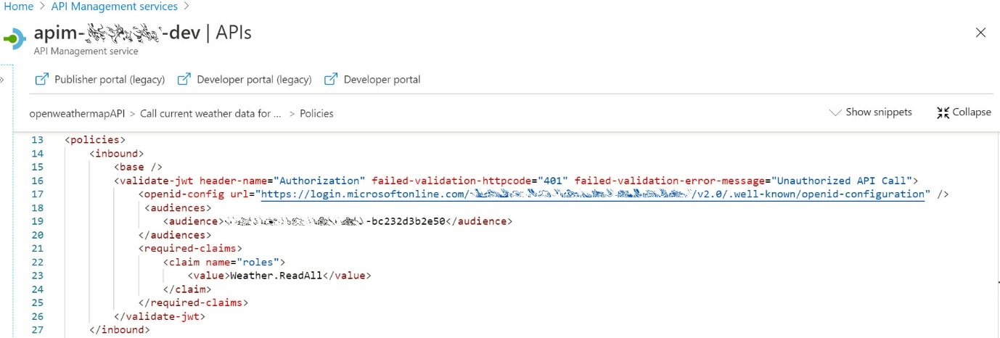 Home > API Management services >
apim- -dev | APIs
API Management service
Publisher portal (legacy) Developer portal (legacy) Developer portal
openweathermapAPI > Call current weather data for ... > Policies Show snippets Collapse
13 <policies>
14 <inbound>
15 <base />
16 <validate-jwt header-name="Authorization" failed-validation-httpcode="401" failed-validation-error-message="Unauthorized API Call">
17 <openid-config url="https://login.microsoftonline.com/ /v2.0/.well-known/openid-configuration" />
18 <audiences>
19 <audience> -bc232d3b2e50</audience>
20 </audiences>
21 <required-claims>
22 <claim name="roles">
23 <value>Weather.ReadAll</value>
24 </claim>
25 </required-claims>
26 </validate-jwt>
27 </inbound>